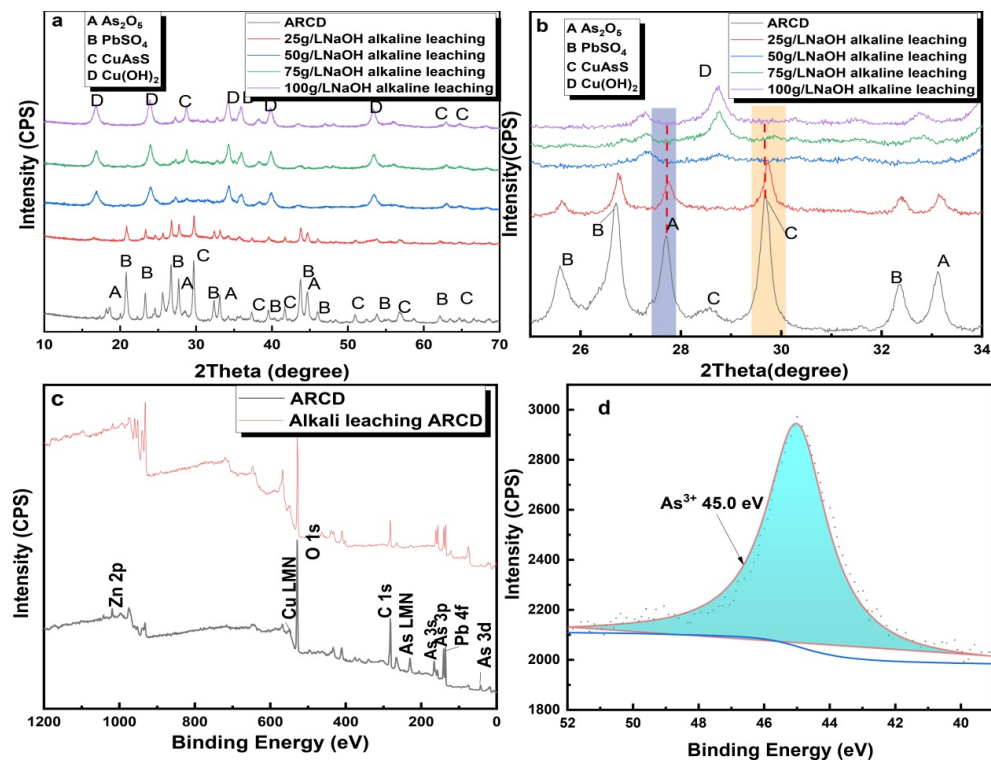 a
A As₂O₅
B PbSO₄
C CuAsS
D Cu(OH)₂
ARCD
25g/LNaOH alkaline leaching
50g/LNaOH alkaline leaching
75g/LNaOH alkaline leaching
100g/LNaOH alkaline leaching
D D C D D D D C C
B A B B A C B A C B C B A B C B C B C
Intensity (CPS)
10 20 30 40 50 60 70
2Theta (degree)
b
A As₂O₅
B PbSO₄
C CuAsS
D Cu(OH)₂
ARCD
25g/LNaOH alkaline leaching
50g/LNaOH alkaline leaching
75g/LNaOH alkaline leaching
100g/LNaOH alkaline leaching
D
B B A C C B A
Intensity(CPS)
26 28 30 32 34
2Theta(degree)
c
ARCD
Alkali leaching ARCD
Zn 2p
Cu LMN
O 1s
C 1s
As LMN
As 3s
As 3p
Pb 4f
As 3d
Intensity (CPS)
1200 1000 800 600 400 200 0
Binding Energy (eV)
d
As³⁺ 45.0 eV
Intensity (CPS)
3000
2800
2600
2400
2200
2000
1800
52 50 48 46 44 42 40
Binding Energy (eV)